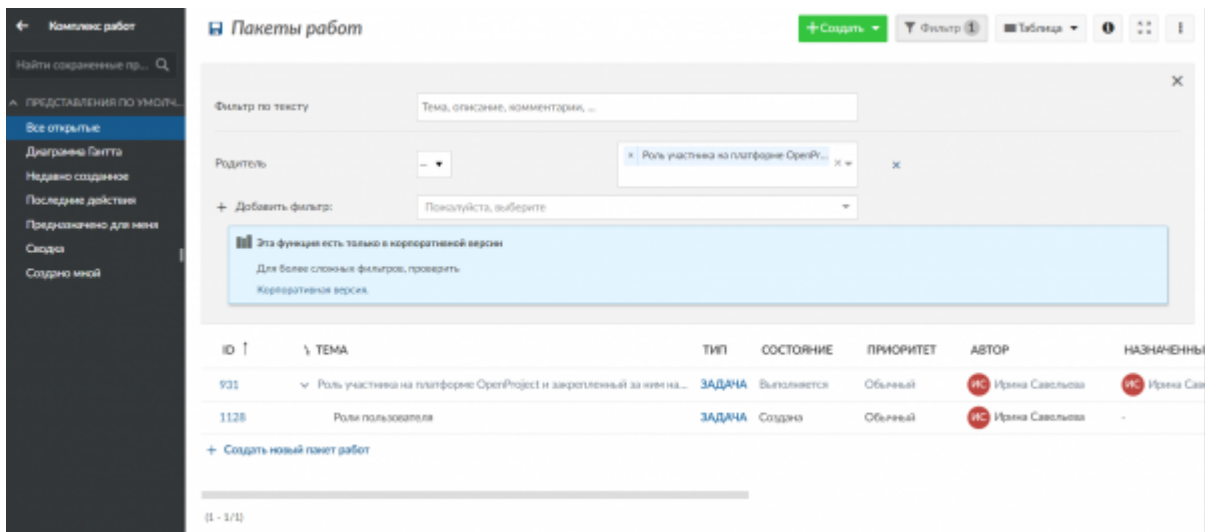 Комплекс работ
Найти сохраненные пр...
ПРЕДСТАВЛЕНИЯ ПО УМОЛЧ...
Все открытые
Диаграмма Гантта
Недавно созданное
Последние действия
Предназначено для меня
Сводка
Создано мной
Пакеты работ
+ Создать
Фильтр 1
Таблица
Фильтр по тексту
Тема, описание, комментарии, ...
Родитель
Роль участника на платформе OpenPr...
+ Добавить фильтр:
Пожалуйста, выберите
Эта функция есть только в корпоративной версии
Для более сложных фильтров, проверить
Корпоративная версия.
ID ТЕМА ТИП СОСТОЯНИЕ ПРИОРИТЕТ АВТОР НАЗНАЧЕННЫ
931 Роль участника на платформе OpenProject и закрепленный за ним на... ЗАДАЧА Выполняется Обычный ИС Ирина Савельева ИС Ирина Сав
1128 Роли пользователя ЗАДАЧА Создана Обычный ИС Ирина Савельева -
+ Создать новый пакет работ
(1 - 1/1)